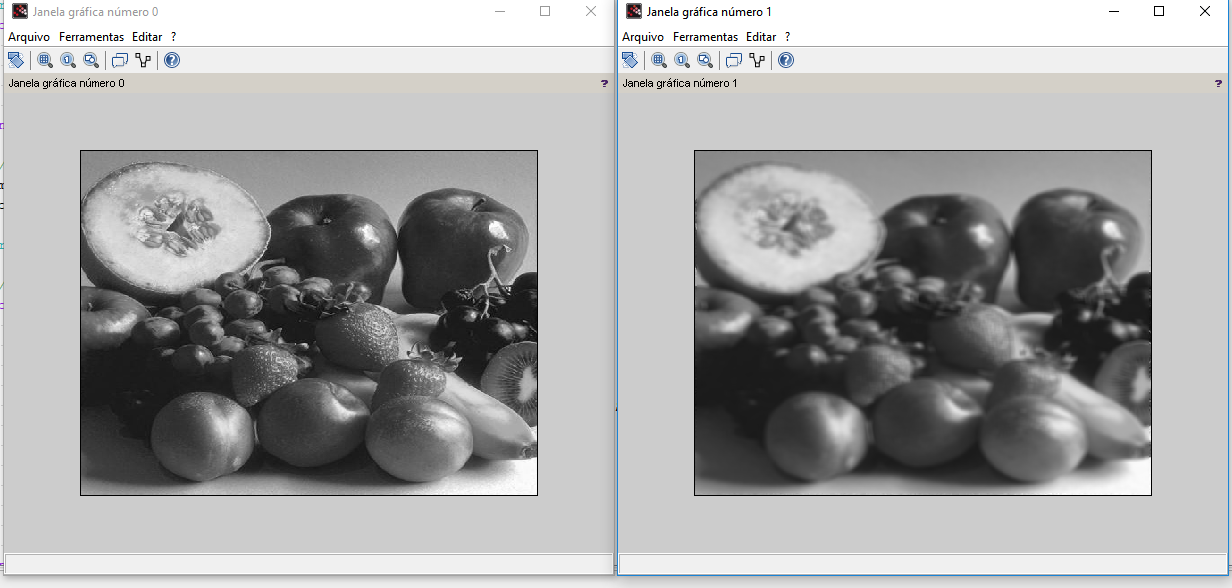 Janela gráfica número 0
Arquivo Ferramentas Editar ?
Janela gráfica número 0 ?
Janela gráfica número 1
Arquivo Ferramentas Editar ?
Janela gráfica número 1 ?